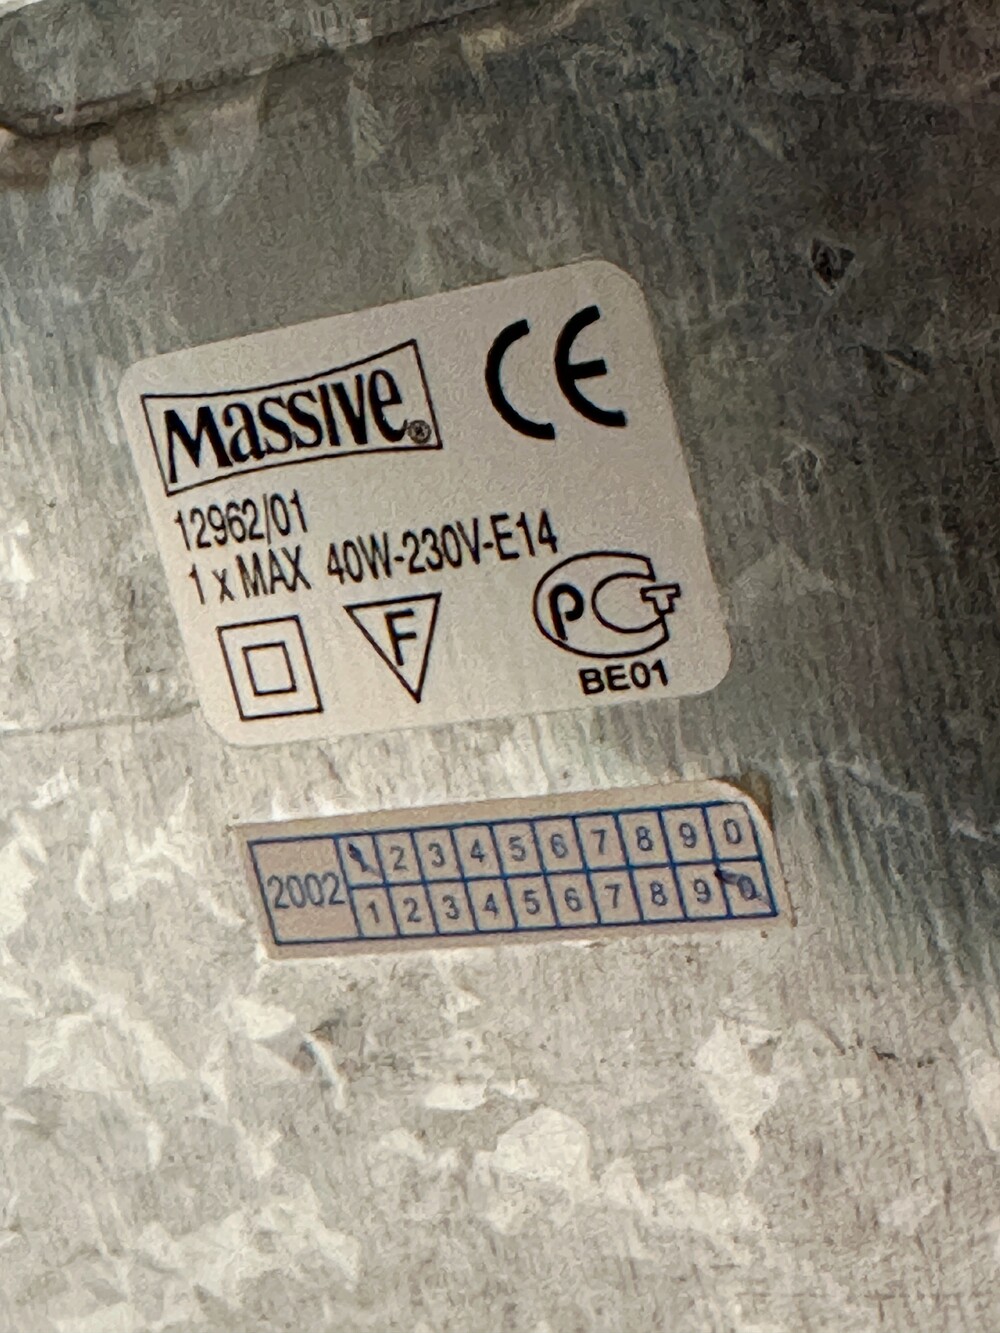 Massive®
CE
12962/01
1 x MAX 40W-230V-E14
F
PCT
BE01
2002
1 2 3 4 5 6 7 8 9 0
1 2 3 4 5 6 7 8 9 0